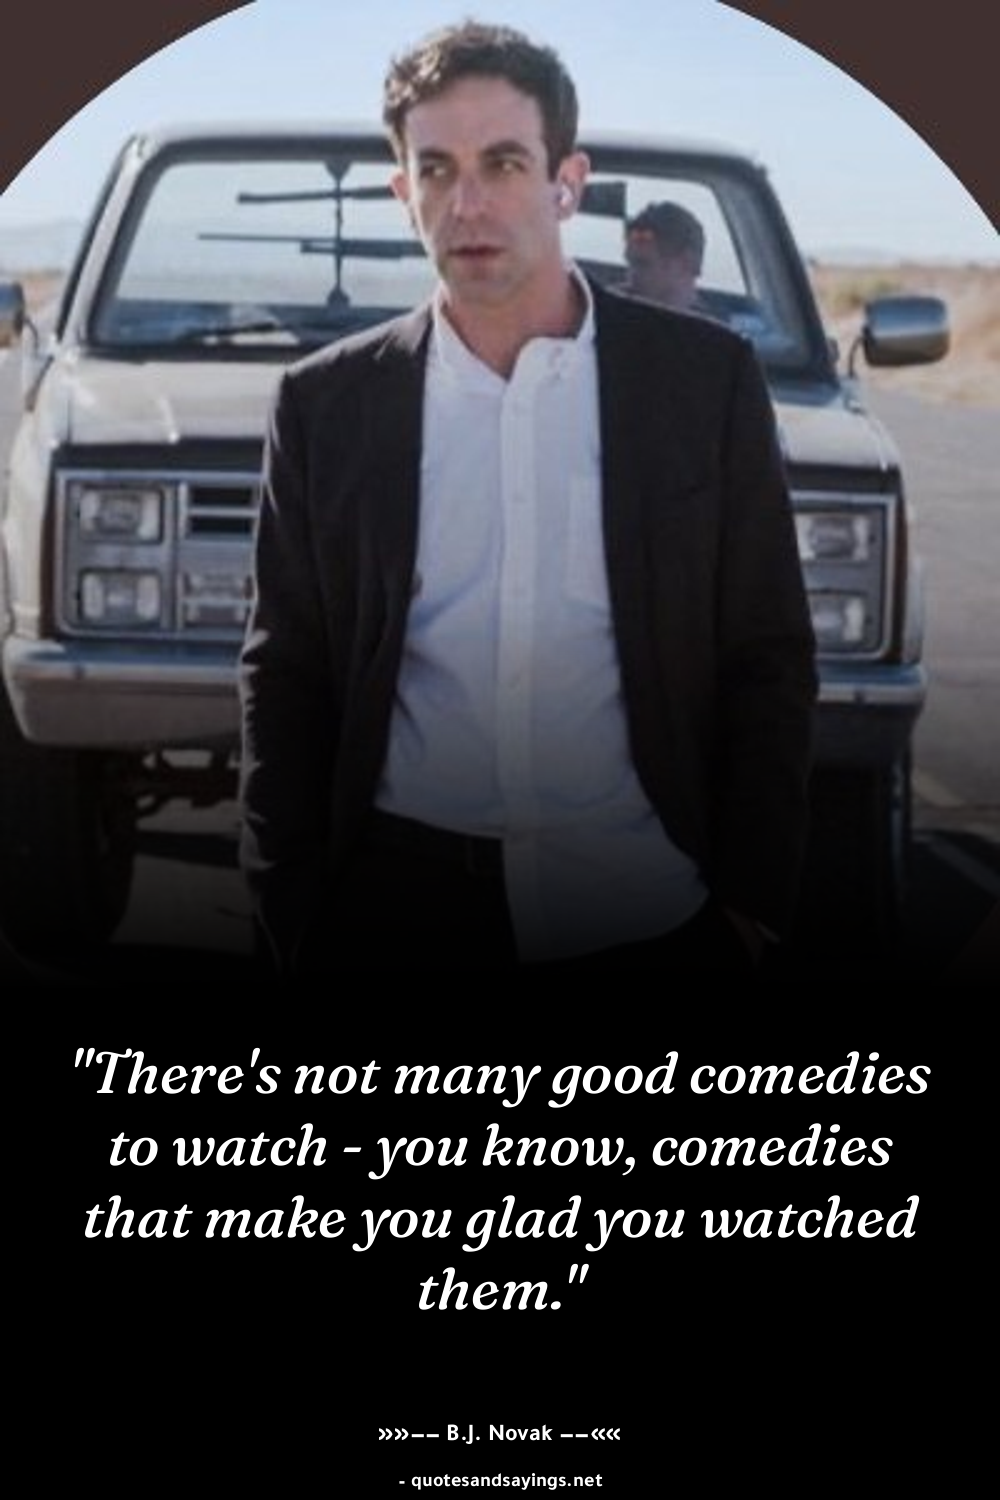 "There's not many good comedies
to watch - you know, comedies
that make you glad you watched
them."
»»–– B.J. Novak ––««
- quotesandsayings.net